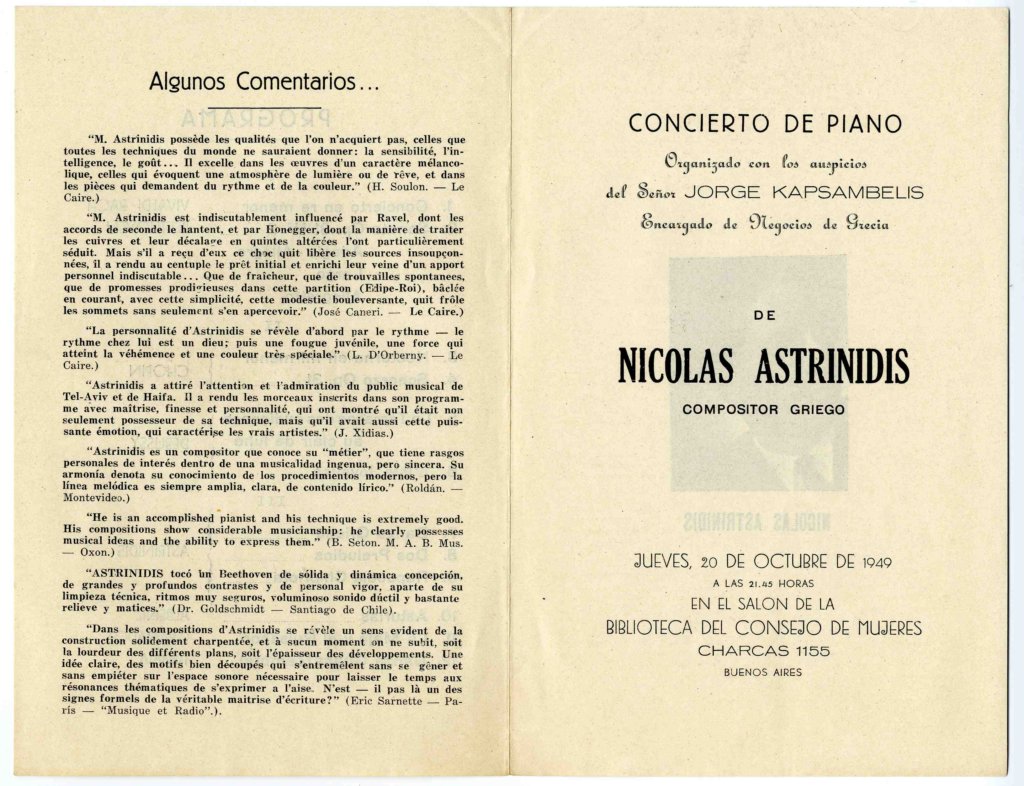 Algunos Comentarios...
"M. Astrinidis possède les qualités que l'on n'acquiert pas, celles que
toutes les techniques du monde ne sauraient donner: la sensibilité, l'in-
telligence, le goût... Il excelle dans les œuvres d'un caractère mélanco-
lique, celles qui évoquent une atmosphère de lumière ou de rêve, et dans
les pièces qui demandent du rythme et de la couleur." (H. Soulon. — Le
Caire.)
"M. Astrinidis est indiscutablement influencé par Ravel, dont les
accords de seconde le hantent, et par Honegger, dont la manière de traiter
les cuivres et leur décalage en quintes altérées l'ont particulièrement
séduit. Mais s'il a reçu d'eux ce choc quit libère les sources insoupçon-
nées, il a rendu au centuple le prêt initial et enrichi leur veine d'un apport
personnel indiscutable... Que de fraîcheur, que de trouvailles spontanees,
que de promesses prodigieuses dans cette partition (Œdipe-Roi), bâclée
en courant, avec cette simplicité, cette modestie bouleversante, quit frôle
les sommets sans seulement s'en apercevoir." (José Caneri. — Le Caire.)
"La personnalité d'Astrinidis se révèle d'abord par le rythme — le
rythme chez lui est un dieu; puis une fougue juvénile, une force qui
atteint la véhémence et une couleur très spéciale." (L. D'Orberny. — Le
Caire.)
"Astrinidis a attiré l'attention et l'admiration du public musical de
Tel-Aviv et de Haifa. Il a rendu les morceaux inscrits dans son program-
me avec maîtrise, finesse et personalité, qui ont montré qu'il était non
seulement possesseur de sa technique, mais qu'il avait aussi cette puis-
sante émotion, qui caractérise les vrais artistes." (J. Xidias.)
"Astrinidis es un compositor que conoce su "métier", que tiene rasgos
personales de interés dentro de una musicalidad ingenua, pero sincera. Su
armonía denota su conocimiento de los procedimientos modernos, pero la
línea melódica es siempre amplia, clara, de contenido lírico." (Roldán. —
Montevideo.)
"He is an accomplished pianist and his technique is extremely good.
His compositions show considerable musicianship: he clearly possesses
musical ideas and the ability to express them." (B. Seton. M. A. B. Mus.
— Oxon.)
"ASTRINIDIS tocó un Beethoven de sólida y dinámica concepción,
de grandes y profundos contrastes y de personal vigor, aparte de su
limpieza técnica, ritmos muy seguros, voluminoso sonido dúctil y bastante
relieve y matices." (Dr. Goldschmidt — Santiago de Chile).
"Dans les compositions d'Astrinidis se révèle un sens evident de la
construction solidement charpentée, et à aucun moment on ne subit, soit
la lourdeur des différents plans, soit l'épaisseur des développements. Une
idée claire, des motifs bien découpés qui s'entremêlent sans se gêner et
sans empiéter sur l'espace sonore nécessaire pour laisser le temps aux
résonances thématiques de s'exprimer a l'aise. N'est — il pas là un des
signes formels de la véritable maitrise d'écriture?" (Eric Sarnette — Pa-
rís — "Musique et Radio".).
CONCIERTO DE PIANO
Organizado con los auspicios
del Señor JORGE KAPSAMBELIS
Encargado de Negocios de Grecia
DE
NICOLAS ASTRINIDIS
COMPOSITOR GRIEGO
JUEVES, 20 DE OCTUBRE DE 1949
A LAS 21.45 HORAS
EN EL SALON DE LA
BIBLIOTECA DEL CONSEJO DE MUJERES
CHARCAS 1155
BUENOS AIRES